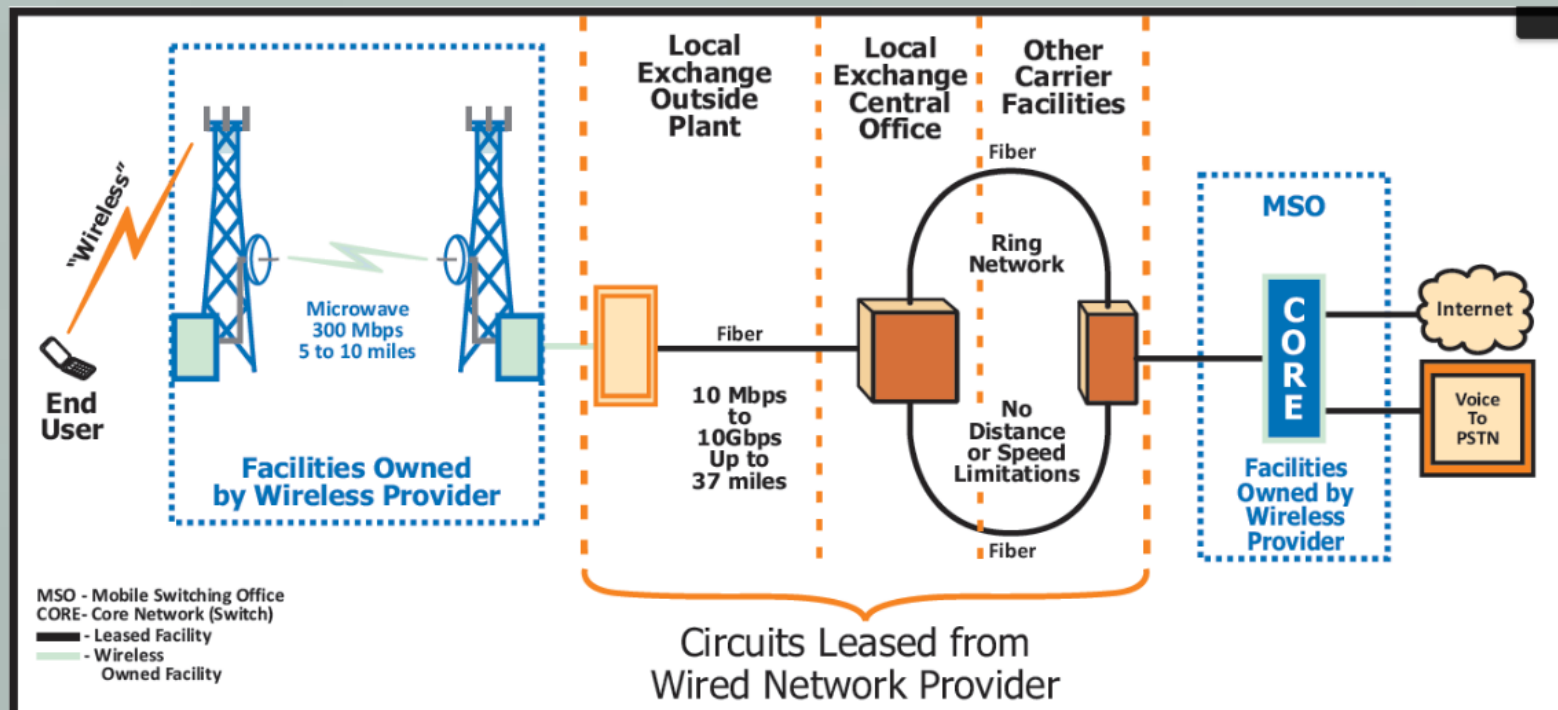 Local
Exchange
Outside
Plant
Local
Exchange
Central
Office
Other
Carrier
Facilities
"Wireless"
Microwave
300 Mbps
5 to 10 miles
End
User
Facilities Owned
by Wireless Provider
Fiber
10 Mbps
to
10Gbps
Up to
37 miles
Fiber
Ring
Network
No
Distance
or Speed
Limitations
Fiber
MSO
CORE
Facilities
Owned by
Wireless
Provider
Internet
Voice
To
PSTN
MSO - Mobile Switching Office
CORE- Core Network (Switch)
- Leased Facility
- Wireless
Owned Facility
Circuits Leased from
Wired Network Provider